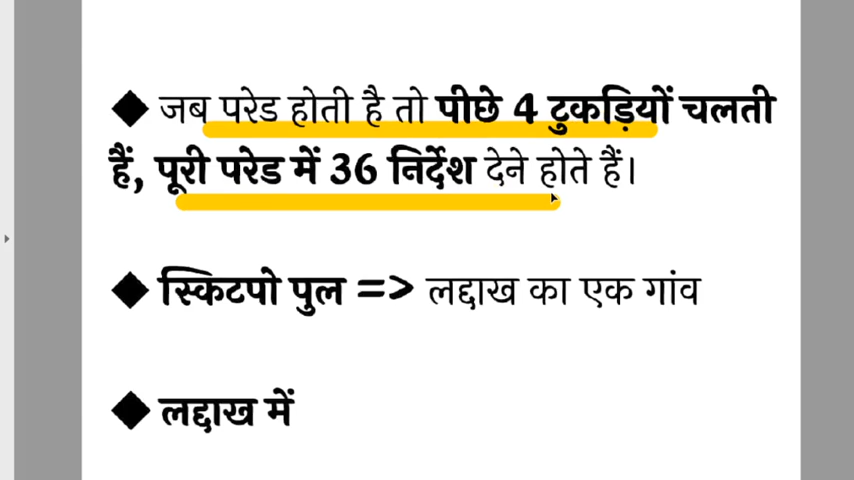 ◆ जब परेड होती है तो पीछे 4 टुकड़ियों चलती
हैं, पूरी परेड में 36 निर्देश देने होते हैं।
◆ स्किटपो पुल => लद्दाख का एक गांव
◆ लद्दाख में